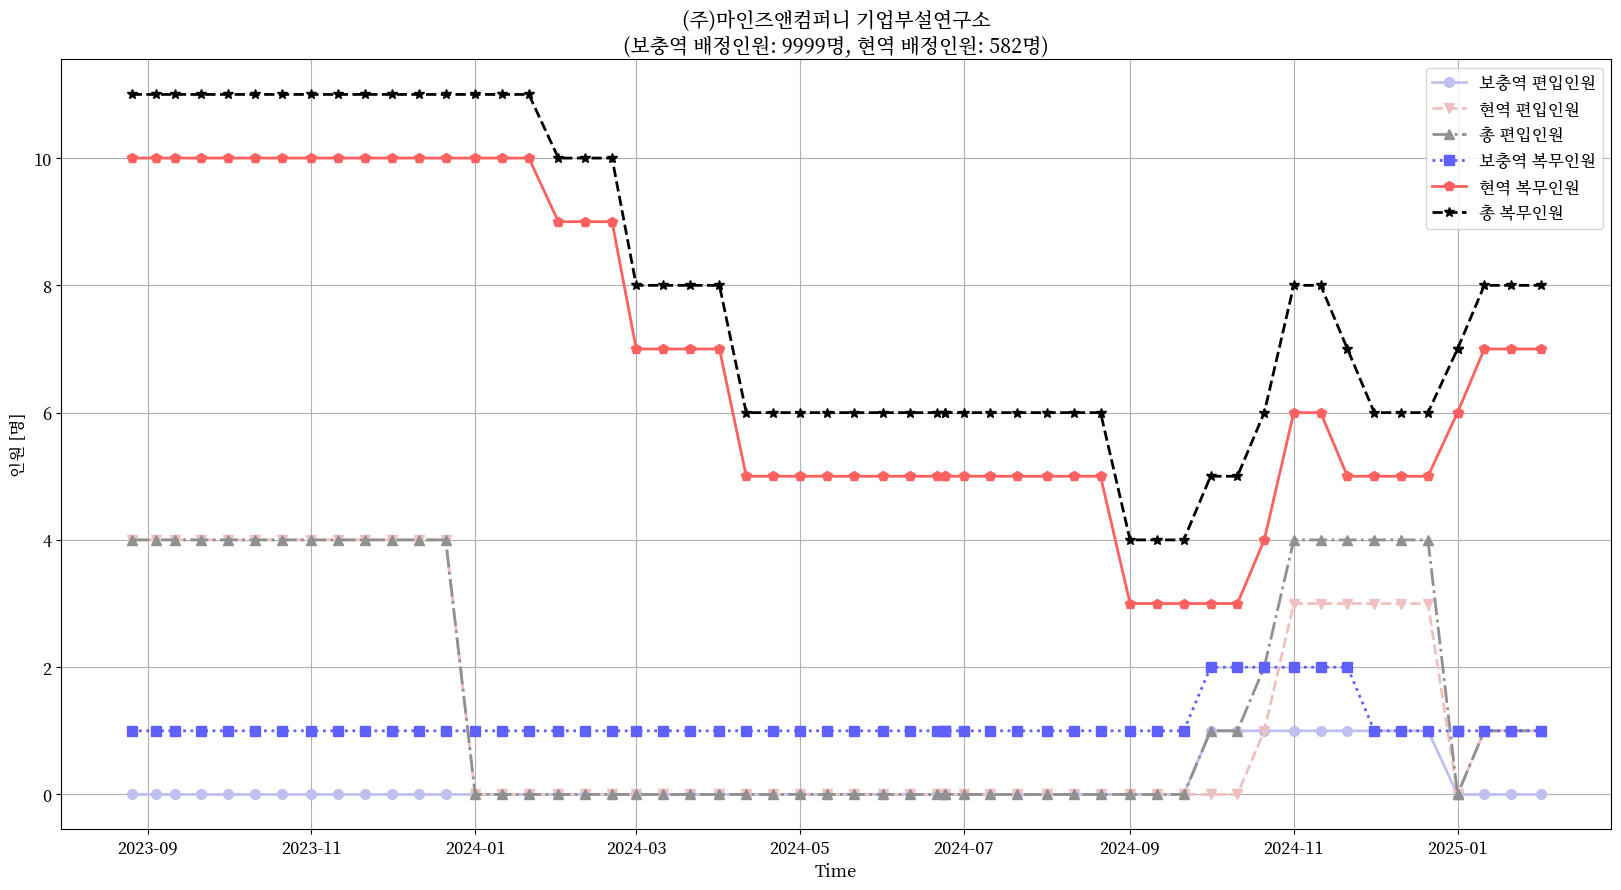 (주)마인즈앤컴퍼니 기업부설연구소
(보충역 배정인원: 9999명, 현역 배정인원: 582명)
보충역 편입인원
현역 편입인원
총 편입인원
보충역 복무인원
현역 복무인원
총 복무인원
인원 [명]
10
8
6
4
2
0
2023-09
2023-11
2024-01
2024-03
2024-05
2024-07
2024-09
2024-11
2025-01
Time